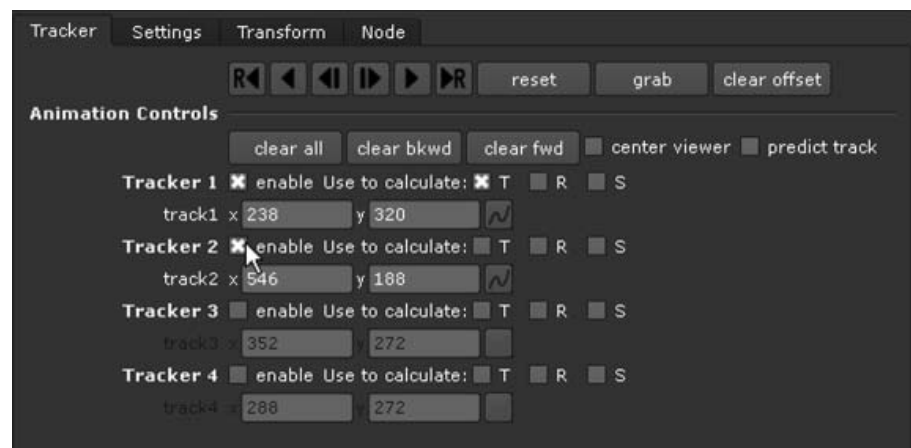 Tracker Settings Transform Node
R R reset grab clear offset
Animation Controls
clear all clear bkwd clear fwd center viewer predict track
Tracker 1 enable Use to calculate: T R S
track1 x 238 y 320
Tracker 2 enable Use to calculate: T R S
track2 x 546 y 188
Tracker 3 enable Use to calculate: T R S
track3 x 352 y 272
Tracker 4 enable Use to calculate: T R S
track4 x 288 y 272